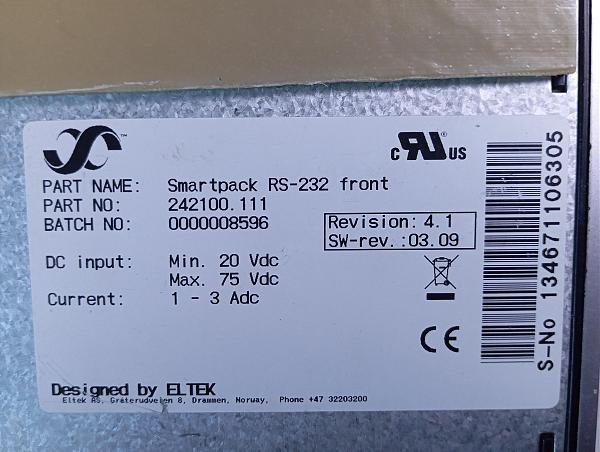 ™
c RU US
PART NAME: Smartpack RS-232 front
PART NO: 242100.111
BATCH NO: 0000008596
Revision: 4.1
SW-rev.:03.09
DC input: Min. 20 Vdc
Max. 75 Vdc
Current: 1 - 3 Adc
CE
S-No 134671106305
Designed by ELTEK
Eltek AS, Gråterudveien 8, Drammen, Norway, Phone +47 32203200